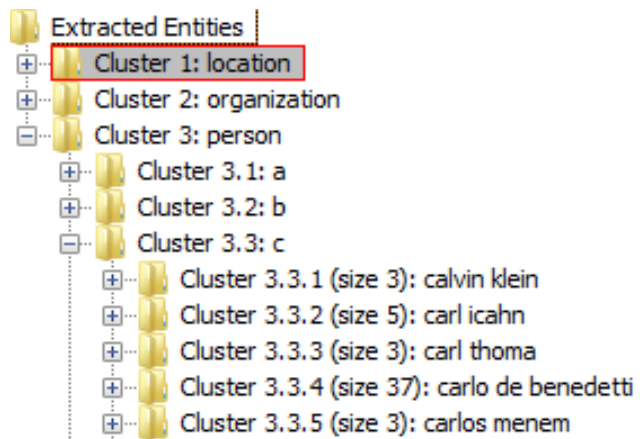 Extracted Entities
Cluster 1: location
Cluster 2: organization
Cluster 3: person
Cluster 3.1: a
Cluster 3.2: b
Cluster 3.3: c
Cluster 3.3.1 (size 3): calvin klein
Cluster 3.3.2 (size 5): carl icahn
Cluster 3.3.3 (size 3): carl thoma
Cluster 3.3.4 (size 37): carlo de benedetti
Cluster 3.3.5 (size 3): carlos menem